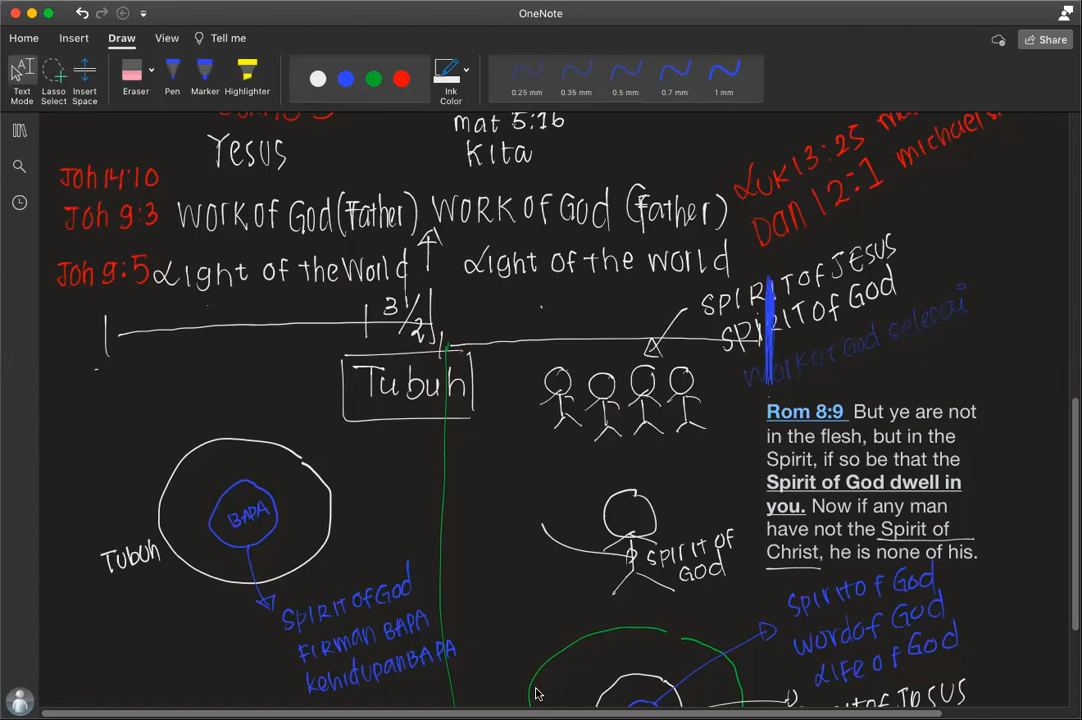 OneNote
Home Insert Draw View Tell me
Share
Text Mode
Lasso Select
Insert Space
Eraser
Pen
Marker
Highlighter
Ink Color
0.25 mm 0.35 mm 0.5 mm 0.7 mm 1 mm
mat 5:16
Yesus
Kita
Joh 14:10
Joh 9:3
WORK OF God (Father)
WORK OF God (Father)
Joh 9:5
Light of the World
Light of the world
Luk 13:25
Dan 12:1
3 1/2
SPIRIT OF JESUS
SPIRIT OF God
Work of God selesai
Tubuh
Rom 8:9 But ye are not
in the flesh, but in the
Spirit, if so be that the
Spirit of God dwell in
you. Now if any man
have not the Spirit of
Christ, he is none of his.
BAPA
Tubuh
SPIRIT OF God
FIRMAN BAPA
kehidupan BAPA
SPIRIT OF
GOD
spirit of God
word of God
Life of God